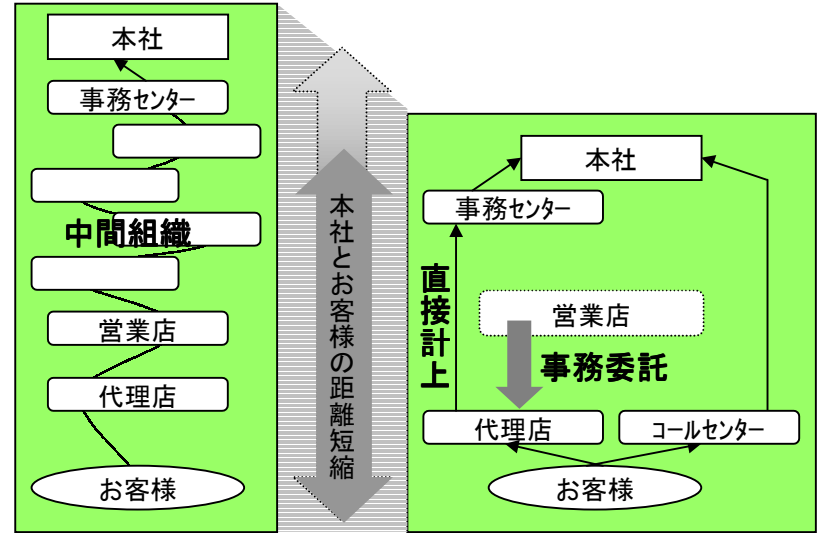 本社
事務センター
中間組織
営業店
代理店
お客様
本社とお客様の距離短縮
本社
事務センター
直接計上
営業店
事務委託
代理店
コールセンター
お客様